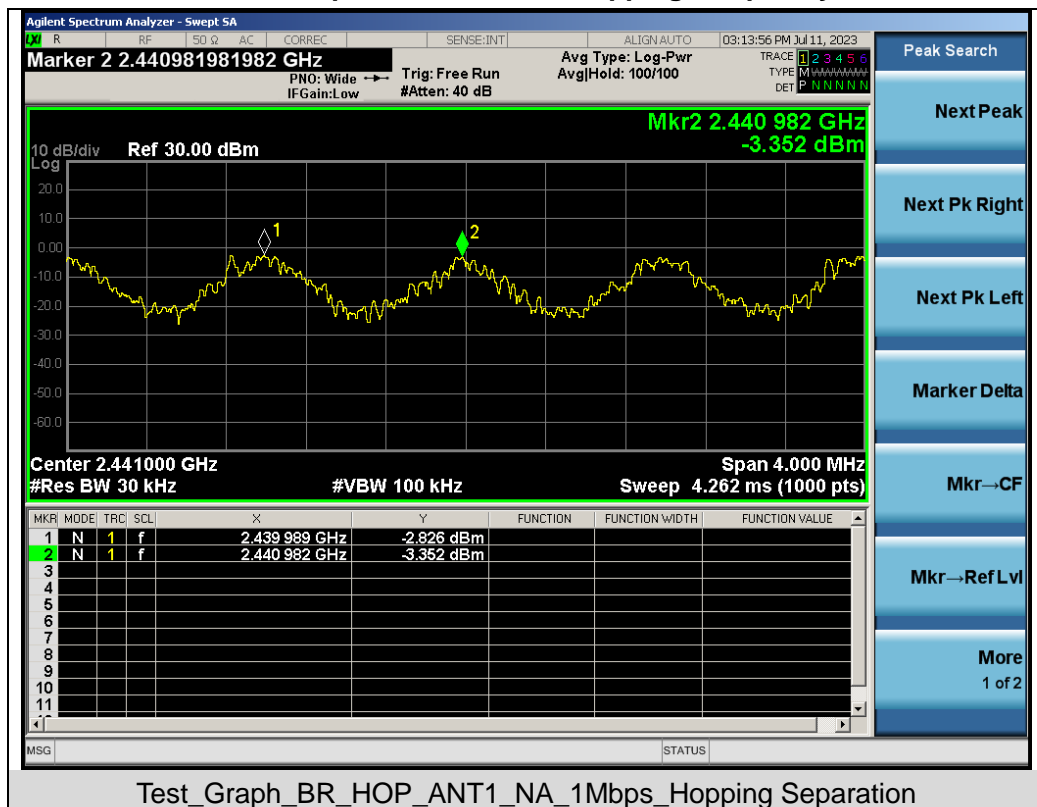 Agilent Spectrum Analyzer - Swept SA
LXI R RF 50 Ω AC CORREC SENSE:INT ALIGN AUTO 03:13:56 PM Jul 11, 2023
Marker 2 2.440981981982 GHz
PNO: Wide
IFGain:Low
Trig: Free Run
#Atten: 40 dB
Avg Type: Log-Pwr
Avg|Hold: 100/100
TRACE 1 2 3 4 5 6
TYPE M WWWWW
DET P N N N N N
Mkr2 2.440 982 GHz
-3.352 dBm
10 dB/div Ref 30.00 dBm
Log
20.0
10.0
0.00
-10.0
-20.0
-30.0
-40.0
-50.0
-60.0
1
2
Center 2.441000 GHz Span 4.000 MHz
#Res BW 30 kHz #VBW 100 kHz Sweep 4.262 ms (1000 pts)
MKR MODE TRC SCL X Y FUNCTION FUNCTION WIDTH FUNCTION VALUE
1 N 1 f 2.439 989 GHz -2.826 dBm
2 N 1 f 2.440 982 GHz -3.352 dBm
3
4
5
6
7
8
9
10
11
MSG STATUS
Peak Search
Next Peak
Next Pk Right
Next Pk Left
Marker Delta
Mkr→CF
Mkr→Ref Lvl
More
1 of 2
Test_Graph_BR_HOP_ANT1_NA_1Mbps_Hopping Separation